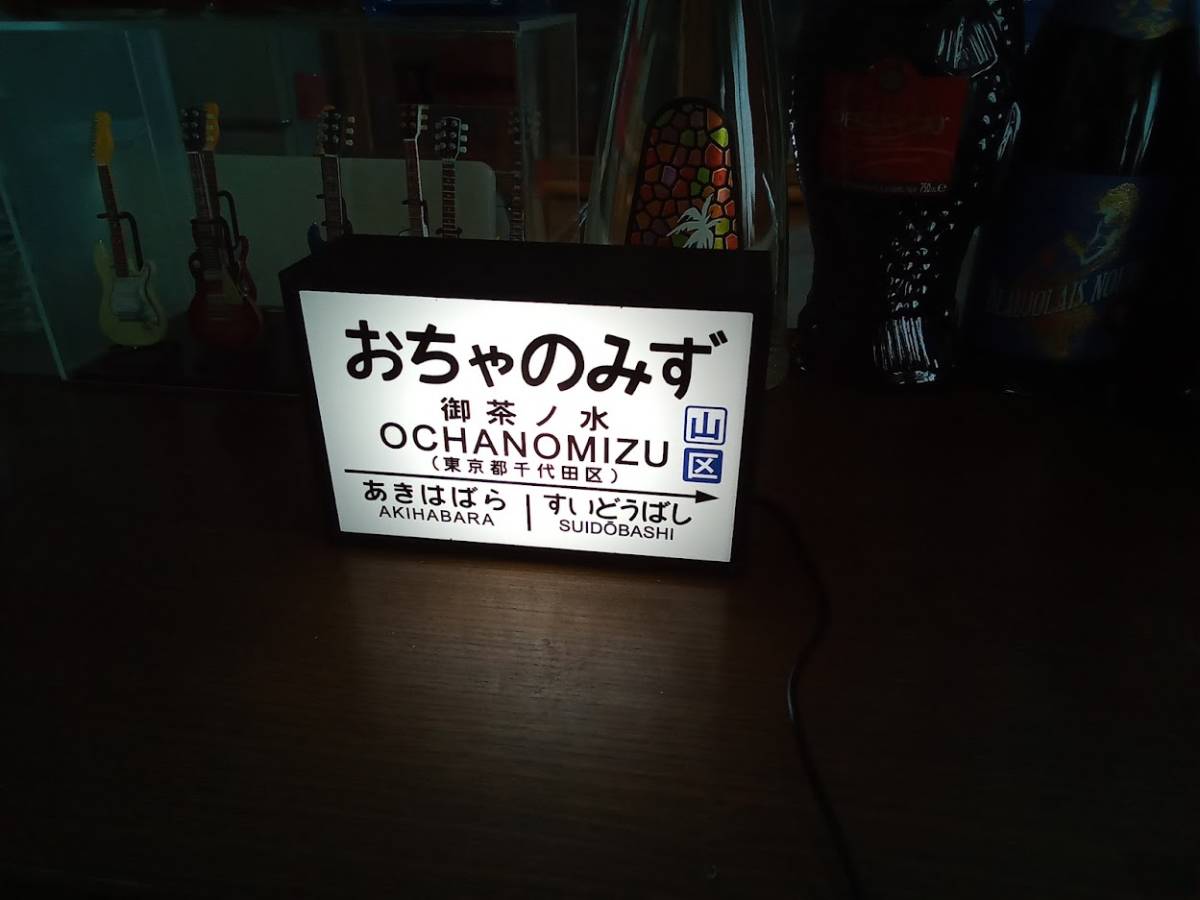 おちゃのみず
御茶ノ水
OCHANOMIZU
(東京都千代田区)
山
区
あきはばら
AKIHABARA
すいどうばし
SUIDŌBASHI
750㎖℮